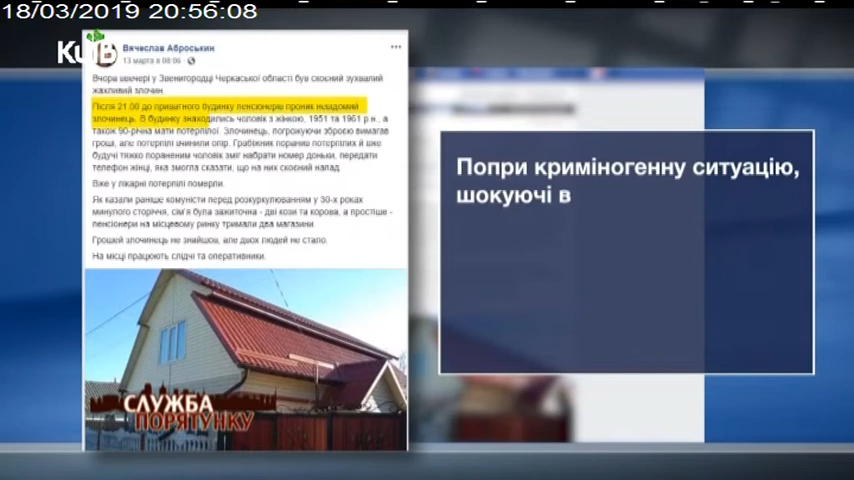 18/03/2019 20:56:08
Київ
Вячеслав Аброськин
13 марта в 08:06
Вчора ввечері у Звенигородці Черкаської області був скоєний зухвалий
жахливий злочин.
Після 21.00 до приватного будинку пенсіонерів проник невідомий
злочинець. В будинку знаходились чоловік з жінкою, 1951 та 1961 р.н., а
також 90-річна мати потерпілої. Злочинець, погрожуючи зброєю вимагав
гроші, але потерпілі вчинили опір. Грабіжник поранив потерпілих й вже
будучі тяжко пораненим чоловік зміг набрати номер доньки, передати
телефон жінці, яка змогла сказати, що на них скоєний напад.
Вже у лікарні потерпілі померли.
Як казали раніше комуністи перед розкуркулюванням у 30-х роках
минулого сторіччя, сім'я була зажиточна - дві кози та корова, а простіше -
пенсіонери на місцевому ринку тримали два магазини.
Грошей злочинець не знайшов, але двох людей не стало.
На місці працюють слідчі та оперативники.
Попри криміногенну ситуацію,
шокуючі в
СЛУЖБА
ПОРЯТУНКУ